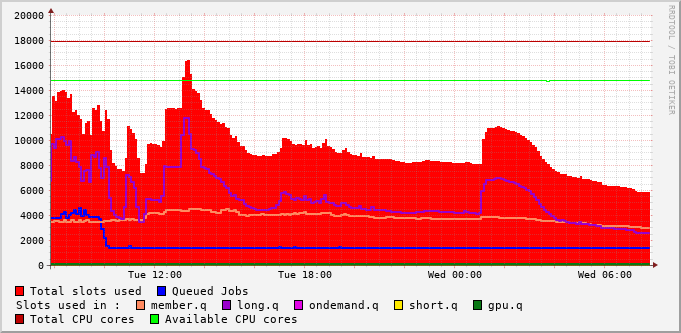 20000
18000
16000
14000
12000
10000
8000
6000
4000
2000
0
Tue 12:00 Tue 18:00 Wed 00:00 Wed 06:00
RRDTOOL / TOBI OETIKER
Total slots used Queued Jobs
Slots used in : member.q long.q ondemand.q short.q gpu.q
Total CPU cores Available CPU cores